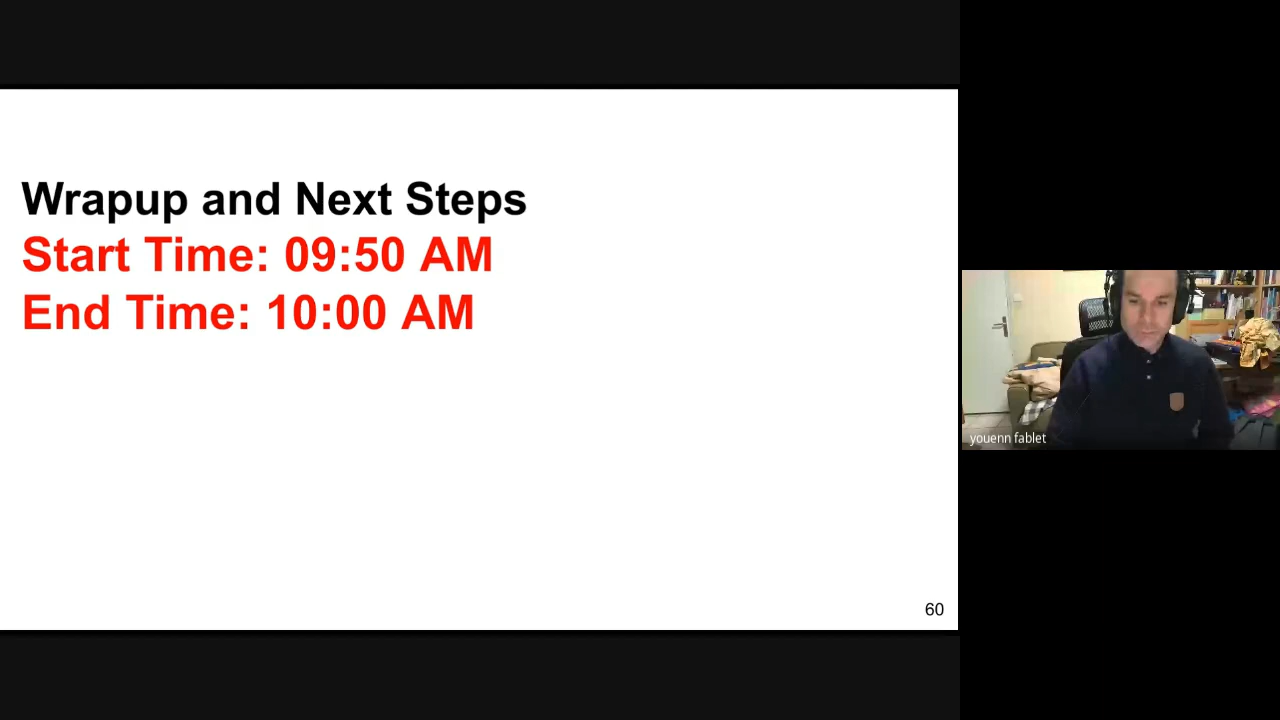 Wrapup and Next Steps
Start Time: 09:50 AM
End Time: 10:00 AM
60
youenn fablet